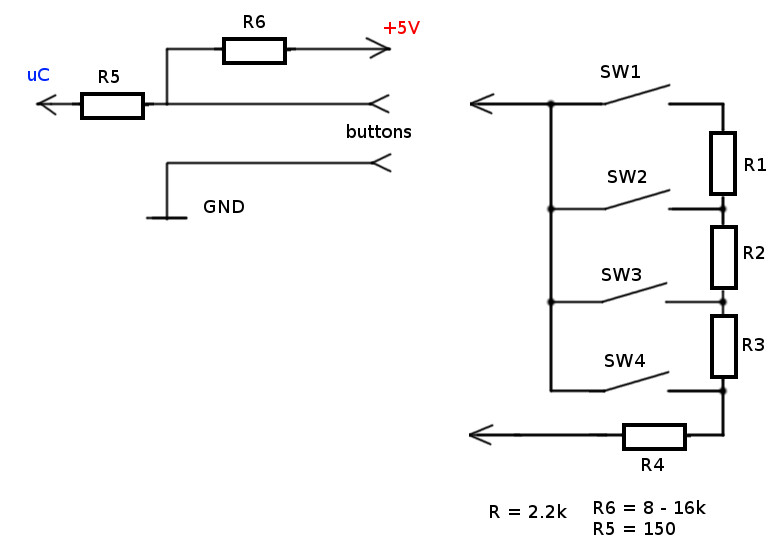 R6
+5V
uC
R5
buttons
GND
SW1
R1
SW2
R2
SW3
R3
SW4
R4
R = 2.2k
R6 = 8 - 16k
R5 = 150